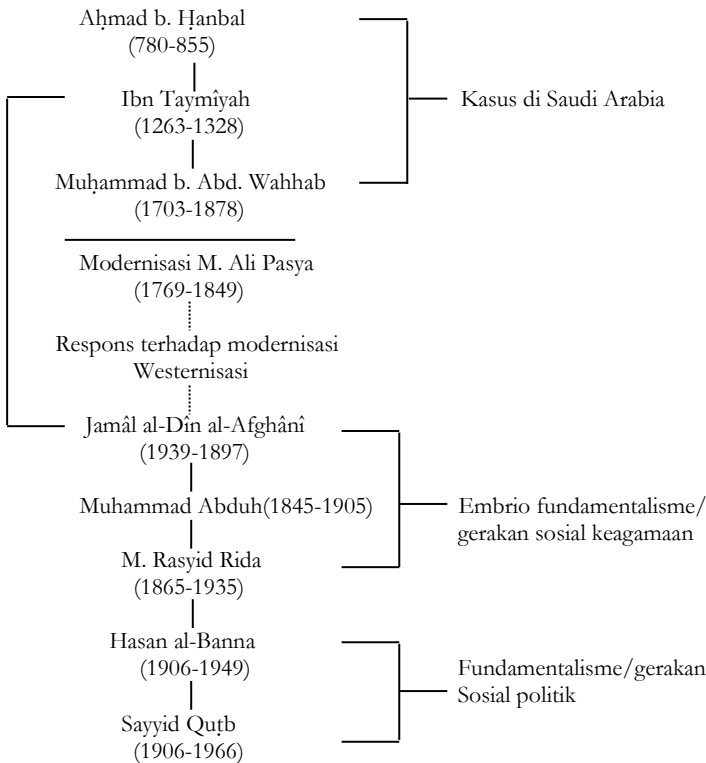 Aḥmad b. Ḥanbal
(780-855)
Ibn Taymîyah
(1263-1328)
Kasus di Saudi Arabia
Muḥammad b. Abd. Wahhab
(1703-1878)
Modernisasi M. Ali Pasya
(1769-1849)
Respons terhadap modernisasi
Westernisasi
Jamâl al-Dîn al-Afghânî
(1939-1897)
Muhammad Abduh(1845-1905)
Embrio fundamentalisme/
gerakan sosial keagamaan
M. Rasyid Rida
(1865-1935)
Hasan al-Banna
(1906-1949)
Fundamentalisme/gerakan
Sosial politik
Sayyid Quṭb
(1906-1966)